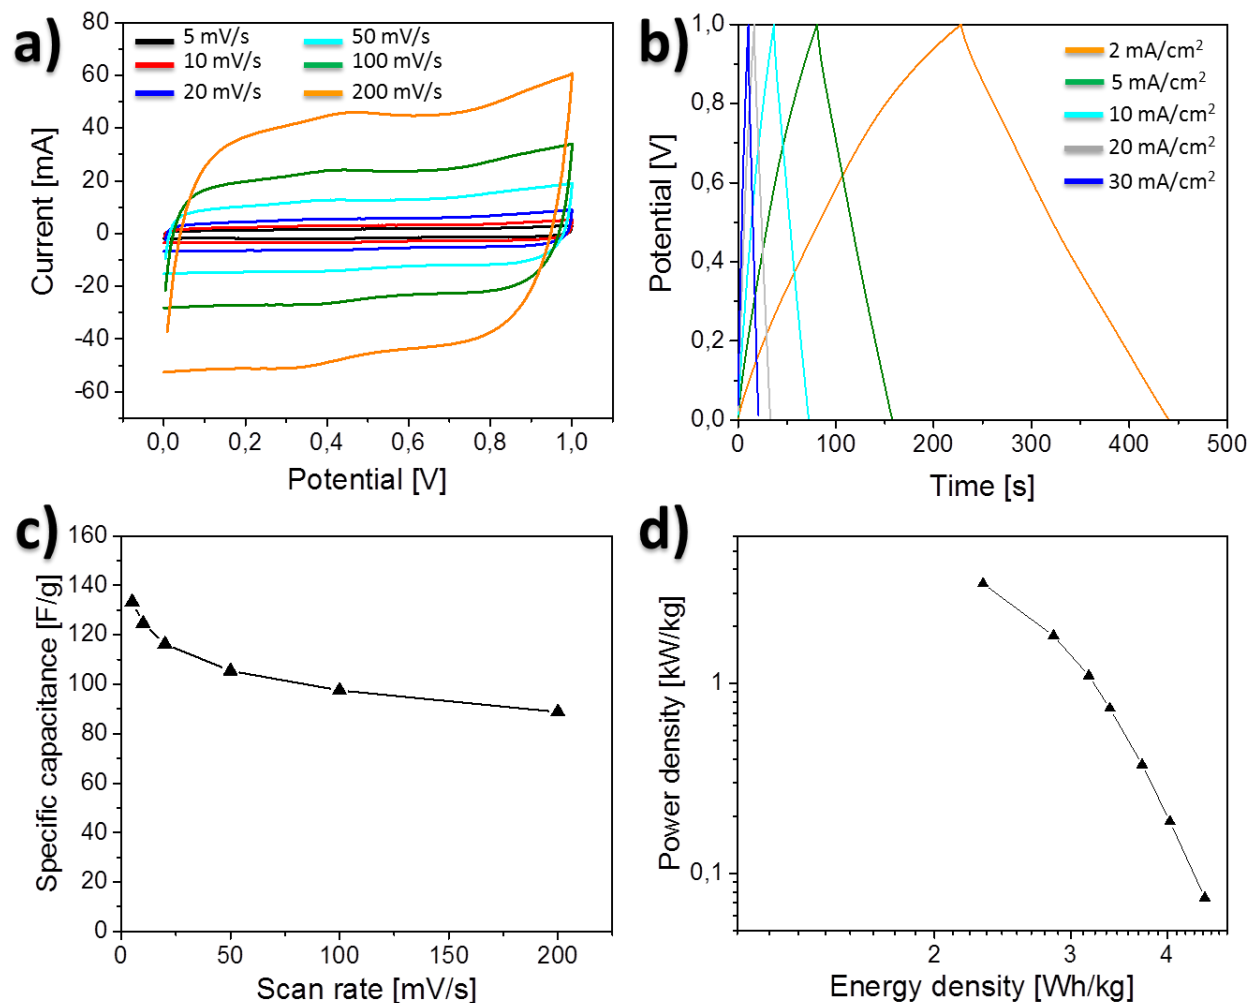 a)
5 mV/s
50 mV/s
10 mV/s
100 mV/s
20 mV/s
200 mV/s
80
60
40
20
0
-20
-40
-60
Current [mA]
0,0
0,2
0,4
0,6
0,8
1,0
Potential [V]
b)
2 mA/cm²
5 mA/cm²
10 mA/cm²
20 mA/cm²
30 mA/cm²
1,0
0,8
0,6
0,4
0,2
0,0
Potential [V]
0
100
200
300
400
500
Time [s]
c)
160
140
120
100
80
60
40
20
0
Specific capacitance [F/g]
0
50
100
150
200
Scan rate [mV/s]
d)
1
0,1
Power density [kW/kg]
2
3
4
Energy density [Wh/kg]